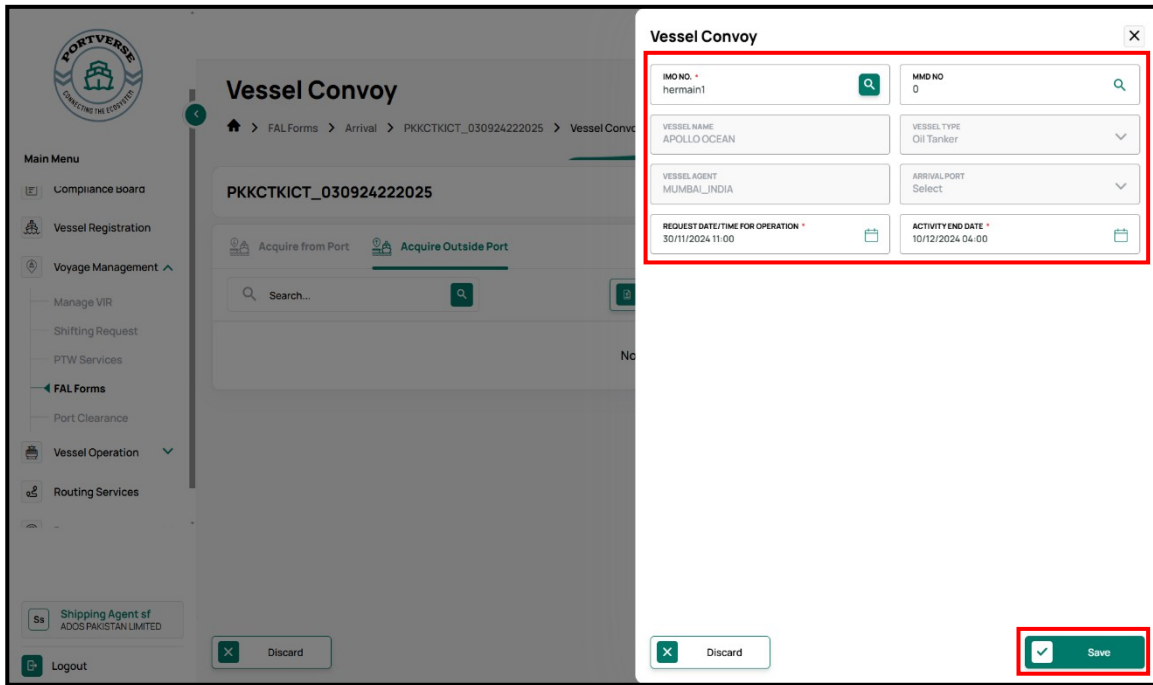 PORTVERSE
CONNECTING THE ECOSYSTEM
Main Menu
Compliance Board
Vessel Registration
Voyage Management
Manage VIR
Shifting Request
PTW Services
FAL Forms
Port Clearance
Vessel Operation
Routing Services
Ss
Shipping Agent sf
ADOS PAKISTAN LIMITED
Logout
Vessel Convoy
> FAL Forms > Arrival > PKKCTKICT_030924222025 > Vessel Convo
PKKCTKICT_030924222025
Acquire from Port Acquire Outside Port
Search...
No
Discard
Vessel Convoy
IMO NO. *
hermain1
MMD NO
0
VESSEL NAME
APOLLO OCEAN
VESSEL TYPE
Oil Tanker
VESSEL AGENT
MUMBAI_INDIA
ARRIVAL PORT
Select
REQUEST DATE/TIME FOR OPERATION *
30/11/2024 11:00
ACTIVITY END DATE *
10/12/2024 04:00
Discard
Save